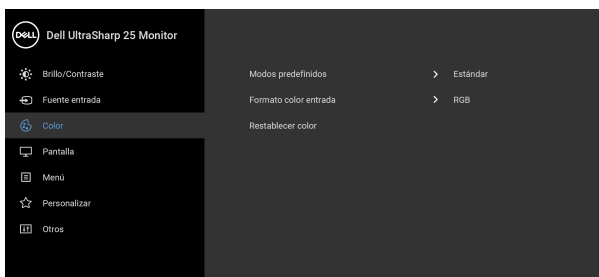 DELL Dell UltraSharp 25 Monitor
Brillo/Contraste
Fuente entrada
Color
Pantalla
Menú
Personalizar
Otros
Modos predefinidos > Estándar
Formato color entrada > RGB
Restablecer color